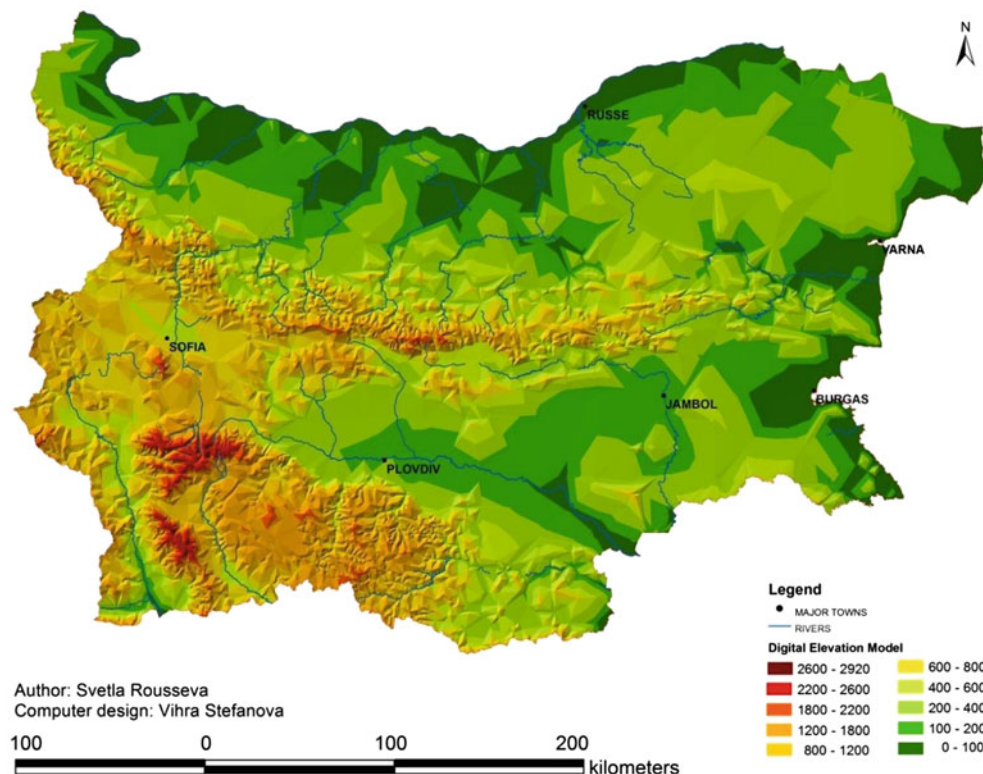 N
RUSSE
VARNA
SOFIA
JAMBOL
BURGAS
PLOVDIV
Legend
MAJOR TOWNS
RIVERS
Digital Elevation Model
2600 - 2920
2200 - 2600
1800 - 2200
1200 - 1800
800 - 1200
600 - 800
400 - 600
200 - 400
100 - 200
0 - 100
Author: Svetla Rousseva
Computer design: Vihra Stefanova
100 0 100 200
kilometers